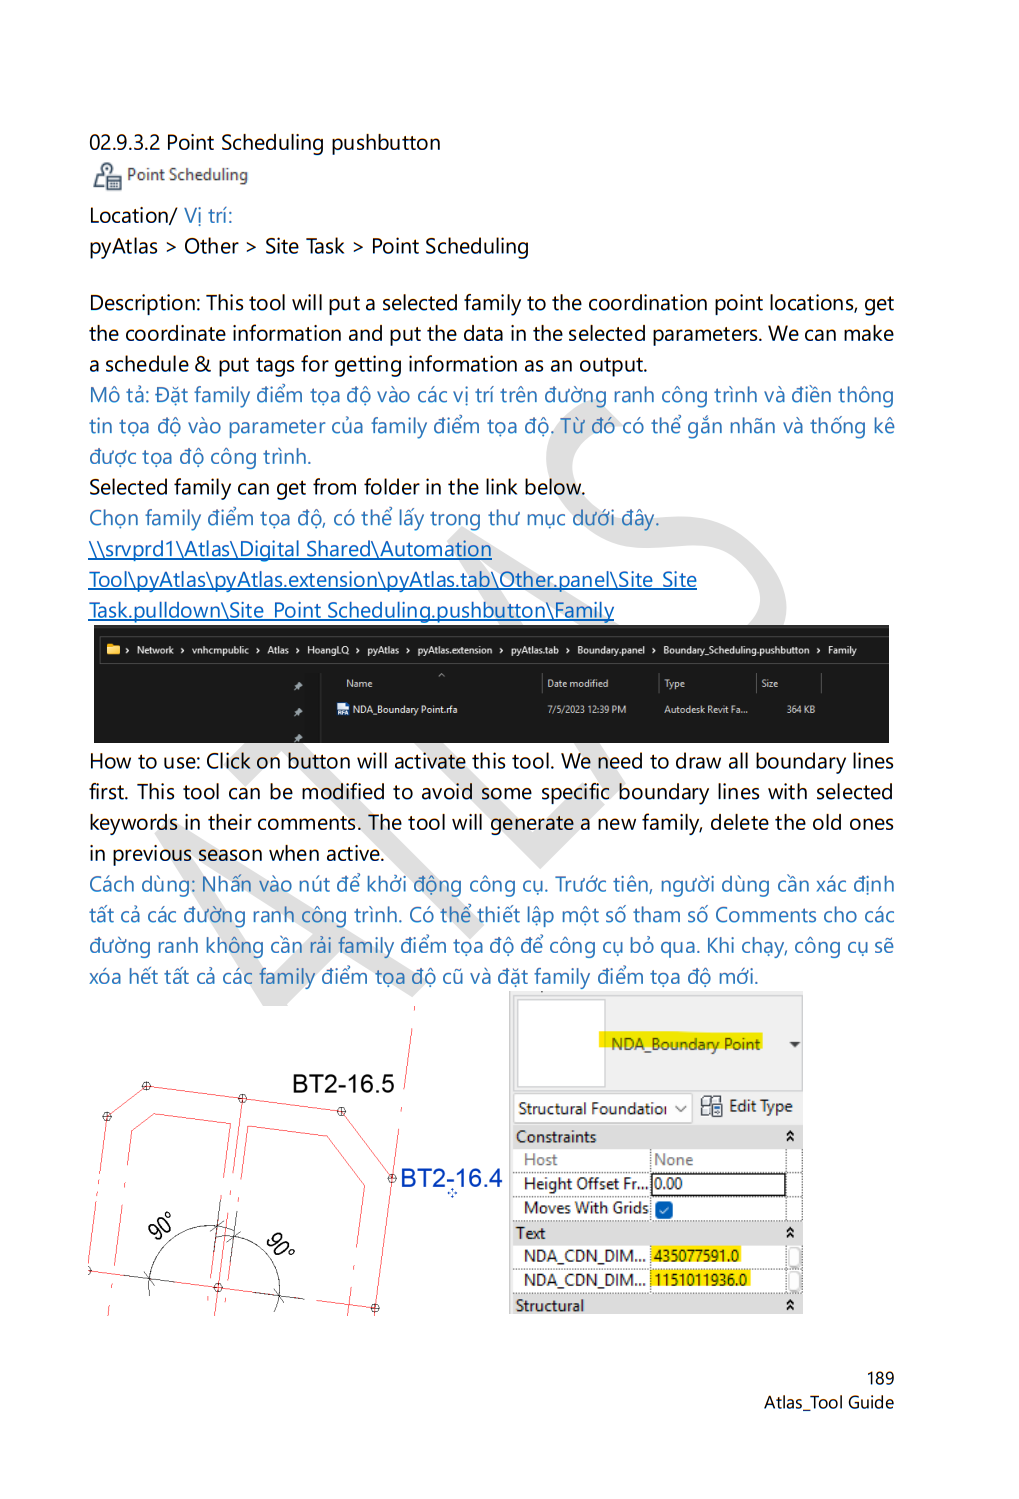 02.9.3.2 Point Scheduling pushbutton
Point Scheduling
Location/ Vị trí:
pyAtlas > Other > Site Task > Point Scheduling
Description: This tool will put a selected family to the coordination point locations, get
the coordinate information and put the data in the selected parameters. We can make
a schedule & put tags for getting information as an output.
Mô tả: Đặt family điểm tọa độ vào các vị trí trên đường ranh công trình và điền thông
tin tọa độ vào parameter của family điểm tọa độ. Từ đó có thể gắn nhãn và thống kê
được tọa độ công trình.
Selected family can get from folder in the link below.
Chọn family điểm tọa độ, có thể lấy trong thư mục dưới đây.
\\srvprd1\Atlas\Digital Shared\Automation
Tool\pyAtlas\pyAtlas.extension\pyAtlas.tab\Other.panel\Site_Site
Task.pulldown\Site_Point Scheduling.pushbutton\Family
Network > vnhcmpublic > Atlas > HoangLQ > pyAtlas > pyAtlas.extension > pyAtlas.tab > Boundary.panel > Boundary_Scheduling.pushbutton > Family
Name Date modified Type Size
NDA_Boundary Point.rfa 7/5/2023 12:39 PM Autodesk Revit Fa... 364 KB
How to use: Click on button will activate this tool. We need to draw all boundary lines
first. This tool can be modified to avoid some specific boundary lines with selected
keywords in their comments. The tool will generate a new family, delete the old ones
in previous season when active.
Cách dùng: Nhấn vào nút để khởi động công cụ. Trước tiên, người dùng cần xác định
tất cả các đường ranh công trình. Có thể thiết lập một số tham số Comments cho các
đường ranh không cần rải family điểm tọa độ để công cụ bỏ qua. Khi chạy, công cụ sẽ
xóa hết tất cả các family điểm tọa độ cũ và đặt family điểm tọa độ mới.
ATLAS
BT2-16.5
BT2-16.4
90°
90°
NDA_Boundary Point
Structural Foundation
Edit Type
Constraints
Host None
Height Offset Fr... 0.00
Moves With Grids
Text
NDA_CDN_DIM... 435077591.0
NDA_CDN_DIM... 1151011936.0
Structural
189
Atlas_Tool Guide